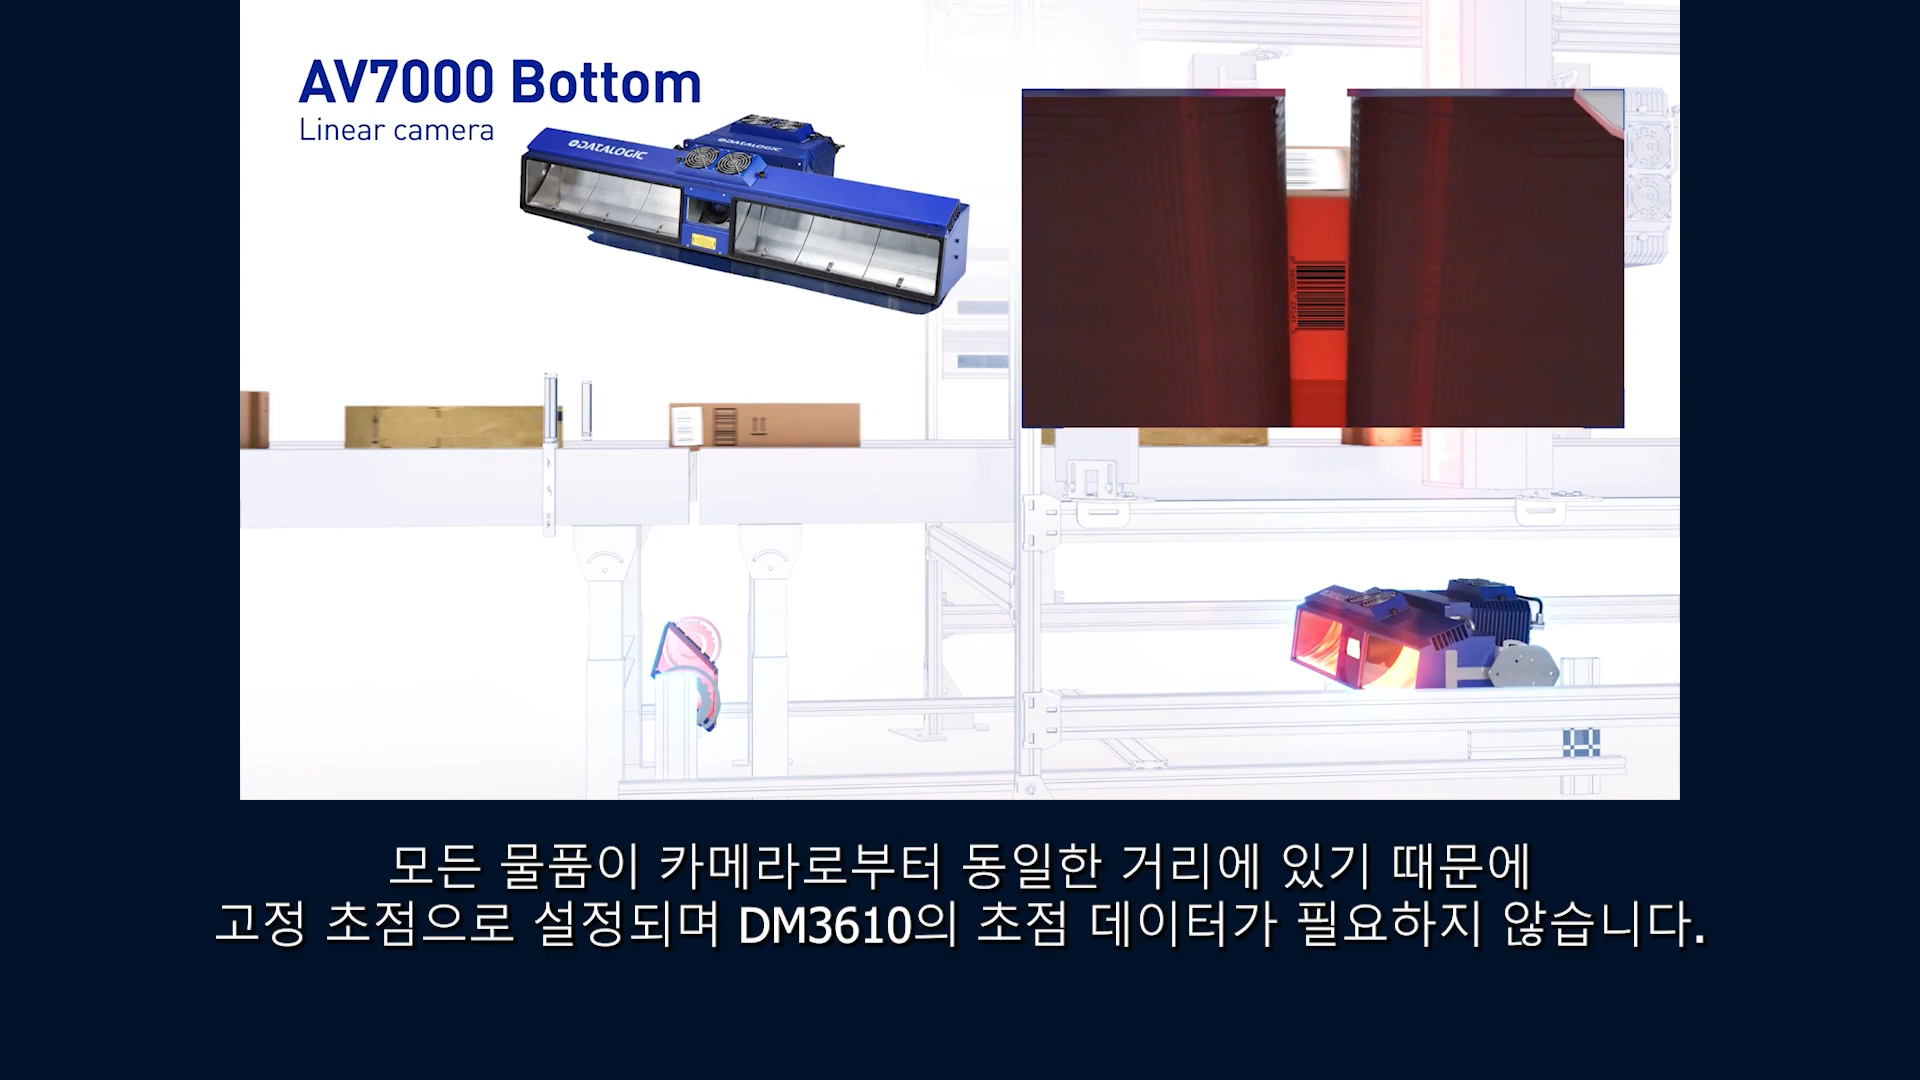 AV7000 Bottom
Linear camera
DATALOGIC
DATALOGIC
모든 물품이 카메라로부터 동일한 거리에 있기 때문에
고정 초점으로 설정되며 DM3610의 초점 데이터가 필요하지 않습니다.